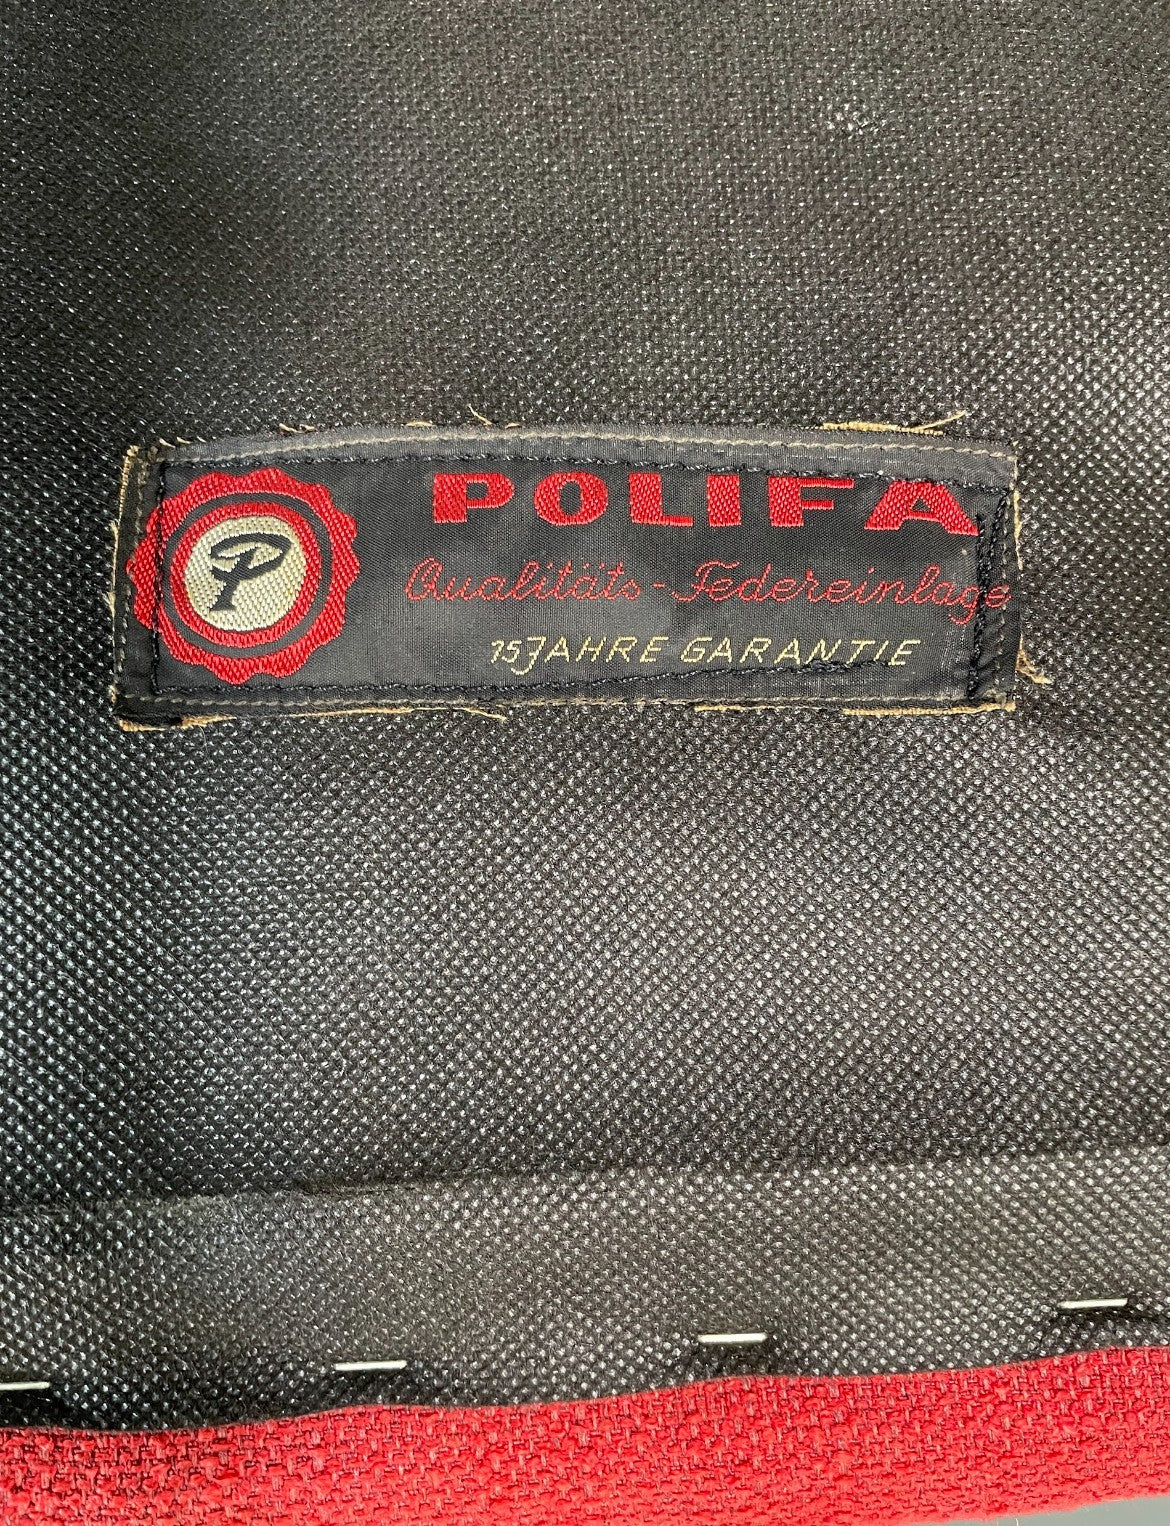 P
POLIFA
Qualitäts-Federeinlage
15 JAHRE GARANTIE